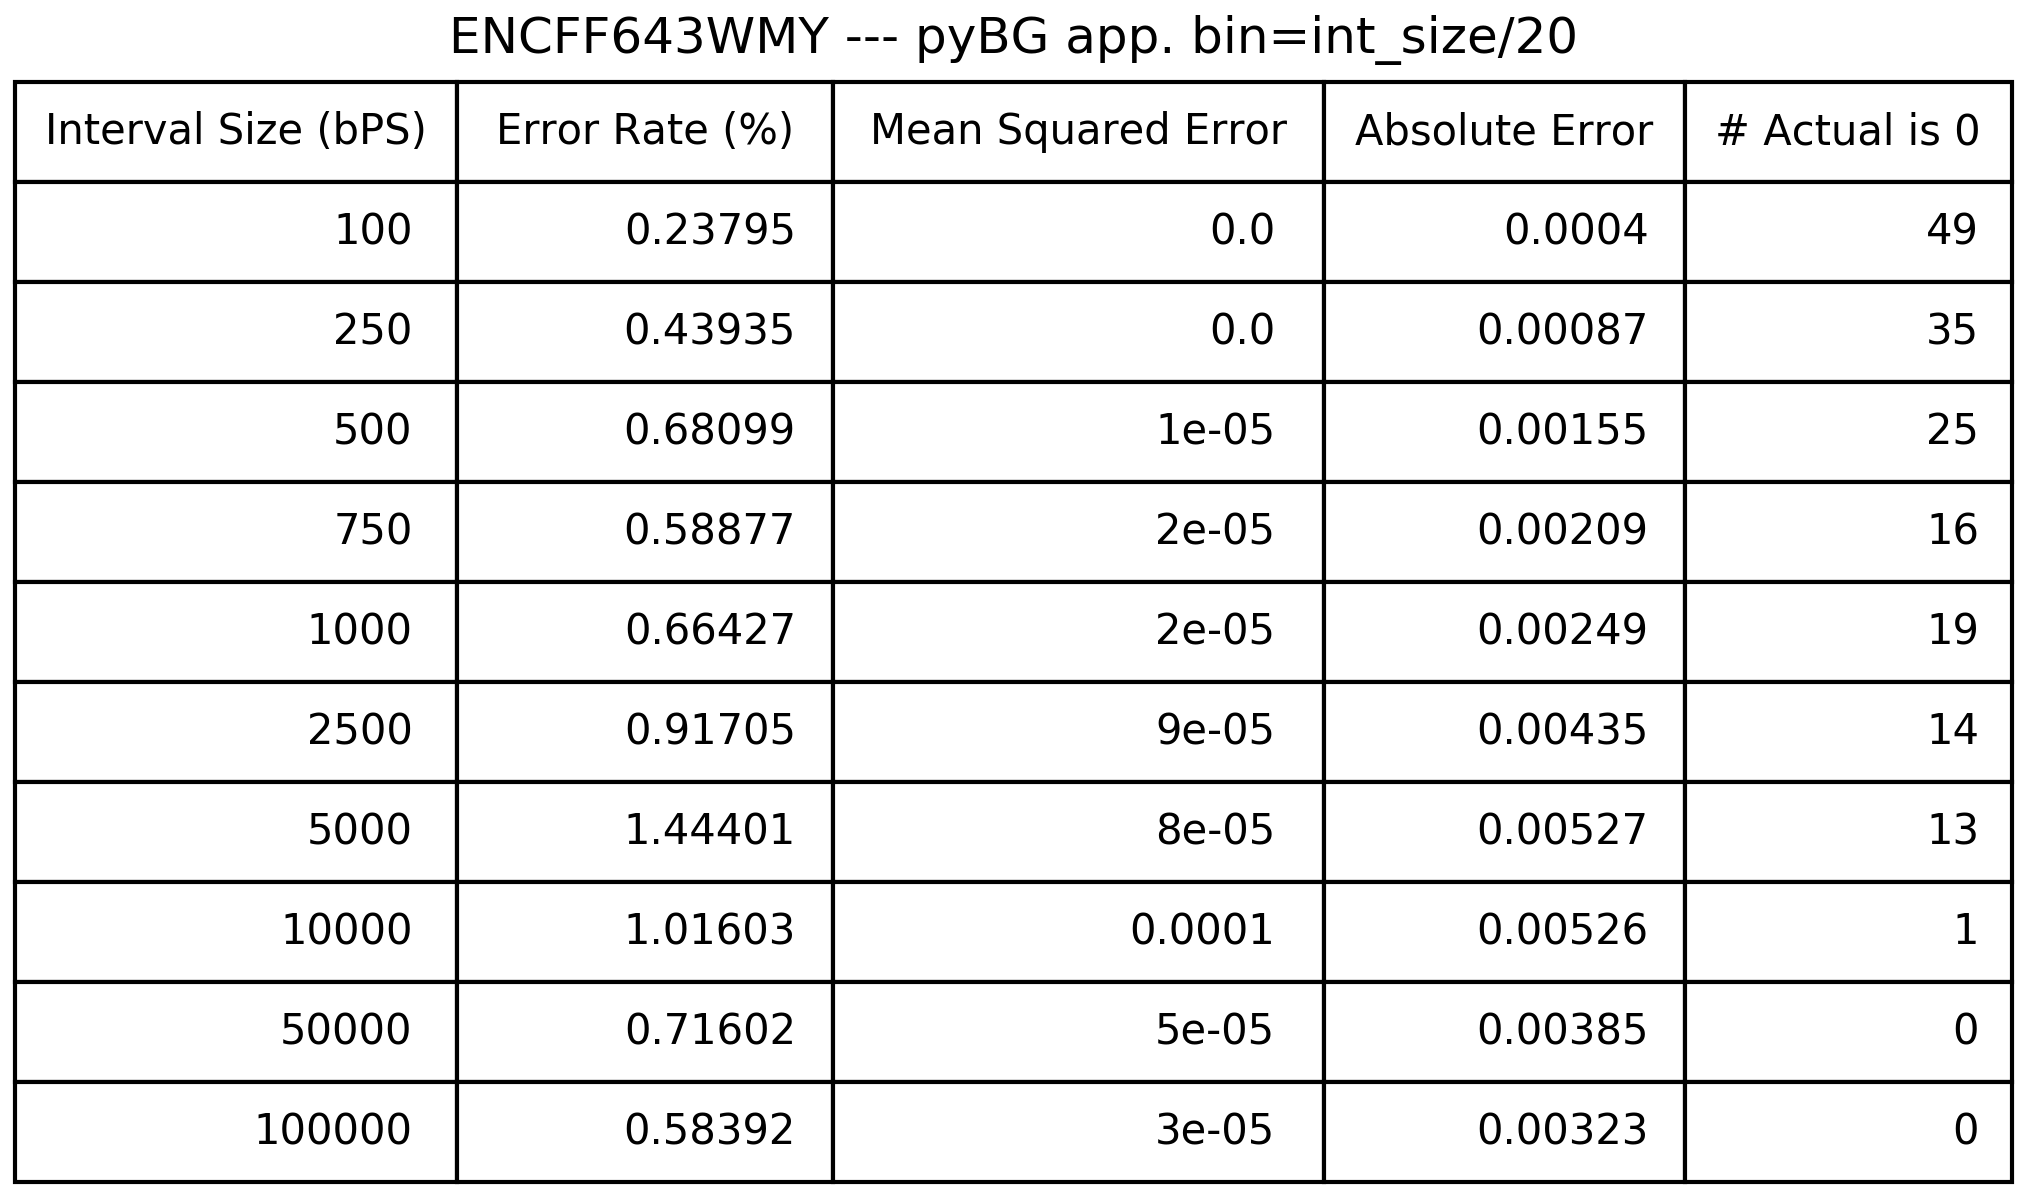 ENCFF643WMY --- pyBG app. bin=int_size/20
Interval Size (bPS) Error Rate (%) Mean Squared Error Absolute Error # Actual is 0
100 0.23795 0.0 0.0004 49
250 0.43935 0.0 0.00087 35
500 0.68099 1e-05 0.00155 25
750 0.58877 2e-05 0.00209 16
1000 0.66427 2e-05 0.00249 19
2500 0.91705 9e-05 0.00435 14
5000 1.44401 8e-05 0.00527 13
10000 1.01603 0.0001 0.00526 1
50000 0.71602 5e-05 0.00385 0
100000 0.58392 3e-05 0.00323 0